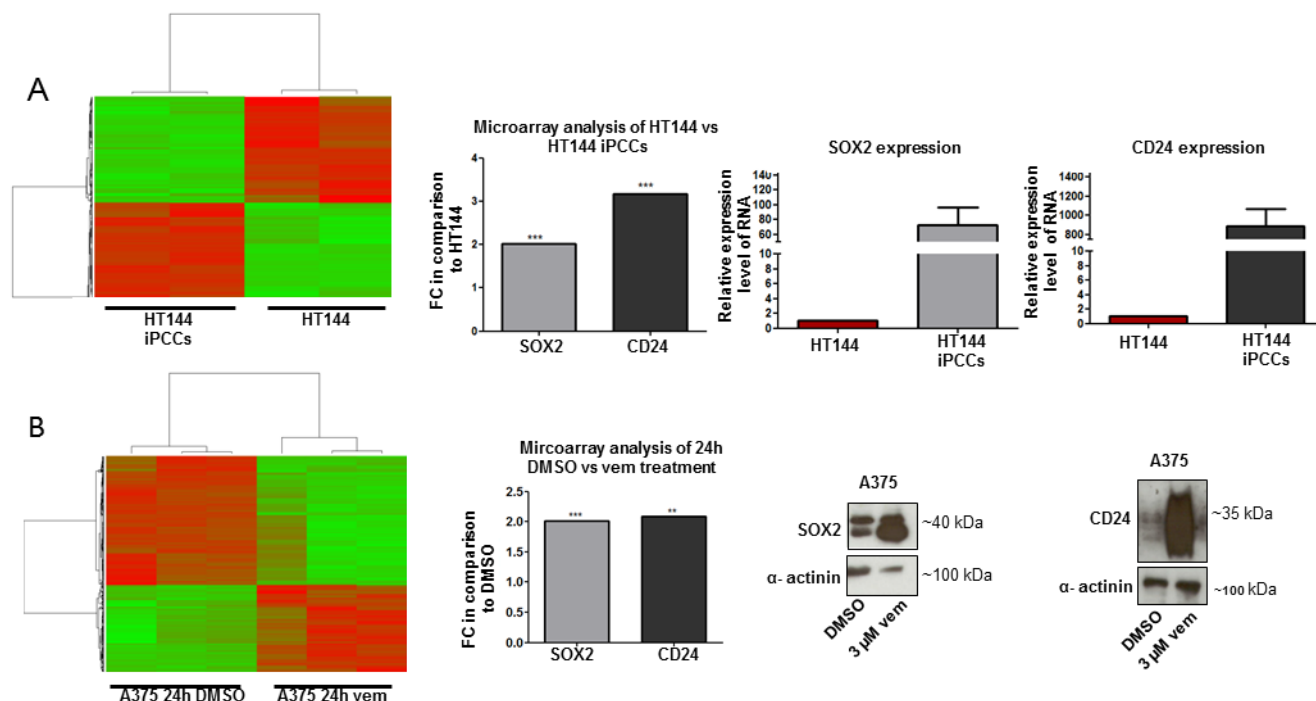 A
HT144
iPCCs
HT144
Microarray analysis of HT144 vs
HT144 iPCCs
FC in comparison
to HT144
4
3
2
1
0
***
***
SOX2
CD24
SOX2 expression
Relative expression
level of RNA
140
120
100
80
60
10
8
6
4
2
0
HT144
HT144
iPCCs
CD24 expression
Relative expression
level of RNA
1400
1200
1000
800
600
10
8
6
4
2
0
HT144
HT144
iPCCs
B
A375 24h DMSO
A375 24h vem
Mircoarray analysis of 24h
DMSO vs vem treatment
FC in comparison
to DMSO
2.5
2.0
1.5
1.0
0.5
0.0
***
**
SOX2
CD24
A375
SOX2
~40 kDa
α- actinin
~100 kDa
DMSO
3 µM vem
A375
CD24
~35 kDa
α- actinin
~100 kDa
DMSO
3 µM vem